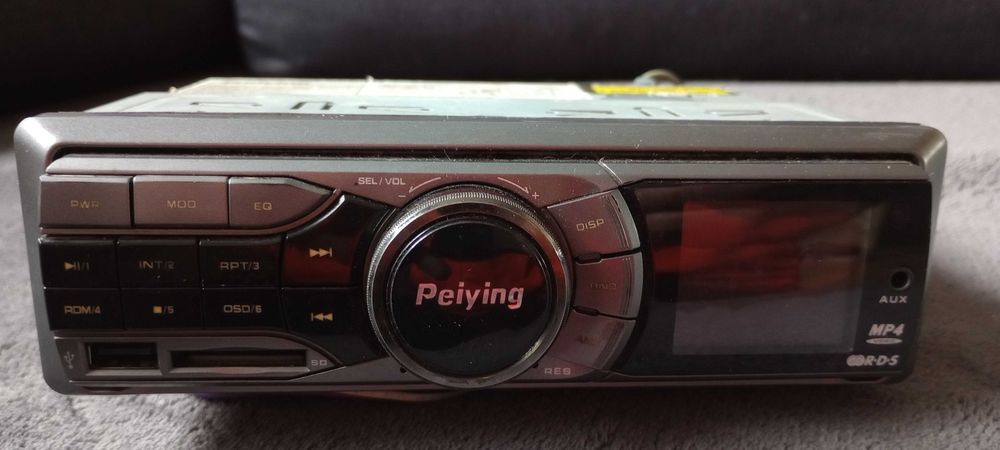 SEL/VOL
- +
PWR MOD EQ
DISP
▶II/1 INT/2 RPT/3 ▶▶I
BND
RDM/4 ■/5 OSD/6 I◀◀
Peiying
AUX
MP4
R·D·S
SD
RES